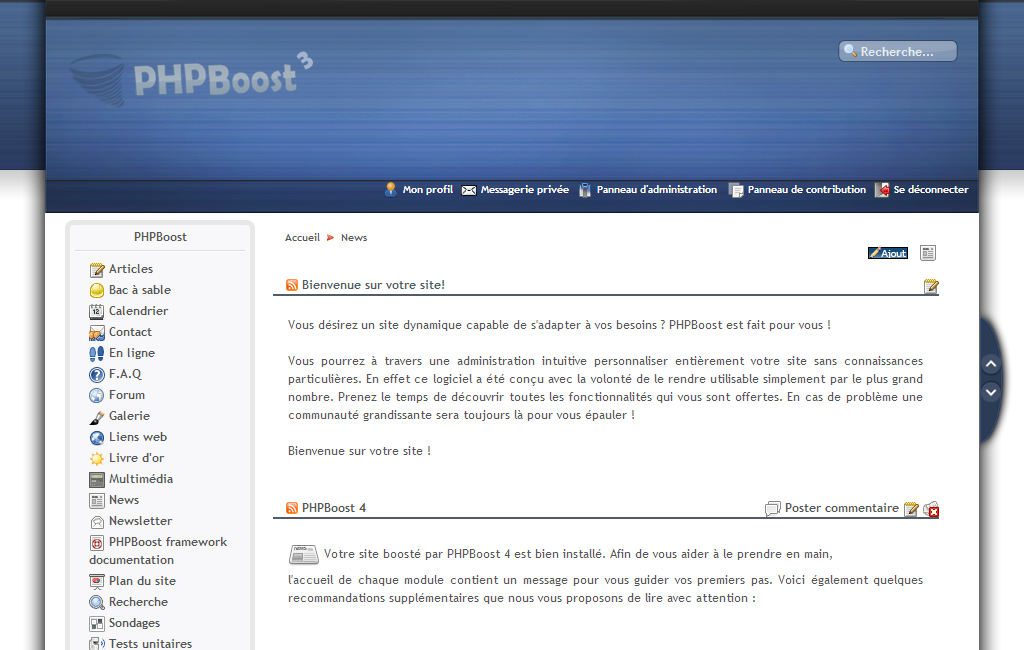 PHPBoost 3
Recherche...
Mon profil Messagerie privée Panneau d'administration Panneau de contribution Se déconnecter
PHPBoost
Articles
Bac à sable
Calendrier
Contact
En ligne
F.A.Q
Forum
Galerie
Liens web
Livre d'or
Multimédia
News
Newsletter
PHPBoost framework
documentation
Plan du site
Recherche
Sondages
Tests unitaires
Accueil News
Ajout
Bienvenue sur votre site!
Vous désirez un site dynamique capable de s'adapter à vos besoins ? PHPBoost est fait pour vous !
Vous pourrez à travers une administration intuitive personnaliser entièrement votre site sans connaissances
particulières. En effet ce logiciel a été conçu avec la volonté de le rendre utilisable simplement par le plus grand
nombre. Prenez le temps de découvrir toutes les fonctionnalités qui vous sont offertes. En cas de problème une
communauté grandissante sera toujours là pour vous épauler !
Bienvenue sur votre site !
PHPBoost 4
Poster commentaire
Votre site boosté par PHPBoost 4 est bien installé. Afin de vous aider à le prendre en main,
l'accueil de chaque module contient un message pour vous guider vos premiers pas. Voici également quelques
recommandations supplémentaires que nous vous proposons de lire avec attention :